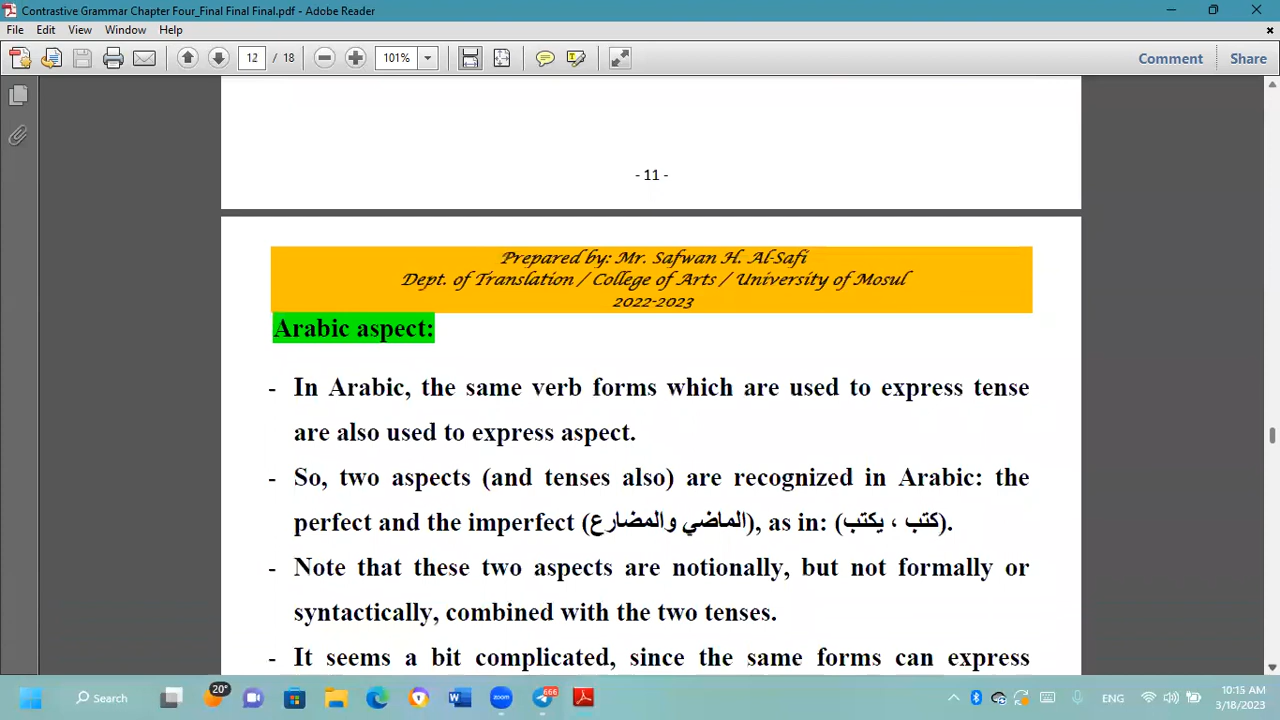 Contrastive Grammar Chapter Four_Final Final Final.pdf - Adobe Reader
File Edit View Window Help
12 / 18 101% Comment Share
- 11 -
Prepared by: Mr. Safwan H. Al-Safi
Dept. of Translation / College of Arts / University of Mosul
2022-2023
Arabic aspect:
- In Arabic, the same verb forms which are used to express tense
are also used to express aspect.
- So, two aspects (and tenses also) are recognized in Arabic: the
perfect and the imperfect (الماضي والمضارع), as in: (كتب ، يكتب).
- Note that these two aspects are notionally, but not formally or
syntactically, combined with the two tenses.
- It seems a bit complicated, since the same forms can express
Search 20° zoom 666 ENG 10:15 AM
3/18/2023